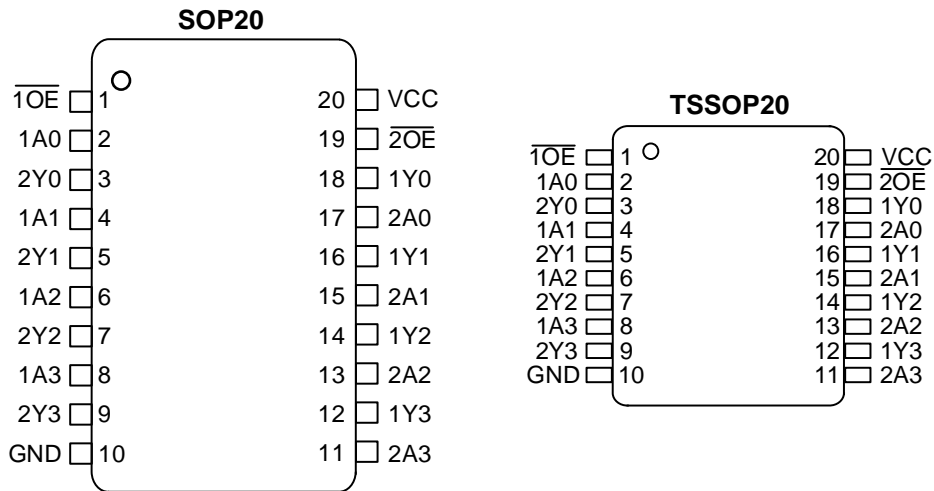 SOP20
1OE 1 20 VCC
1A0 2 19 2OE
2Y0 3 18 1Y0
1A1 4 17 2A0
2Y1 5 16 1Y1
1A2 6 15 2A1
2Y2 7 14 1Y2
1A3 8 13 2A2
2Y3 9 12 1Y3
GND 10 11 2A3
TSSOP20
1OE 1 20 VCC
1A0 2 19 2OE
2Y0 3 18 1Y0
1A1 4 17 2A0
2Y1 5 16 1Y1
1A2 6 15 2A1
2Y2 7 14 1Y2
1A3 8 13 2A2
2Y3 9 12 1Y3
GND 10 11 2A3